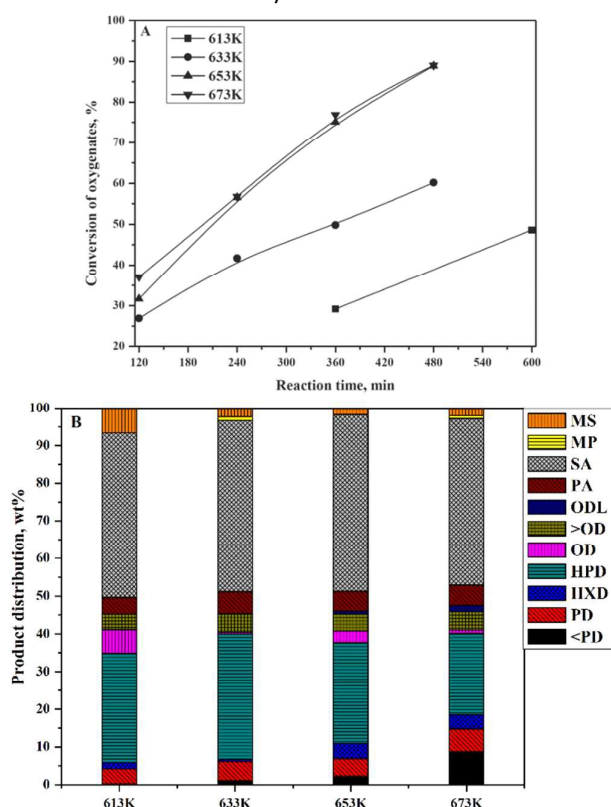 A
613K
633K
653K
673K
Conversion of oxygenates, %
100
90
80
70
60
50
40
30
20
120 180 240 300 360 420 480 540 600
Reaction time, min
B
Product distribution, wt%
100
90
80
70
60
50
40
30
20
10
0
613K 633K 653K 673K
MS
MP
SA
PA
ODL
>OD
OD
HPD
HXD
PD
<PD